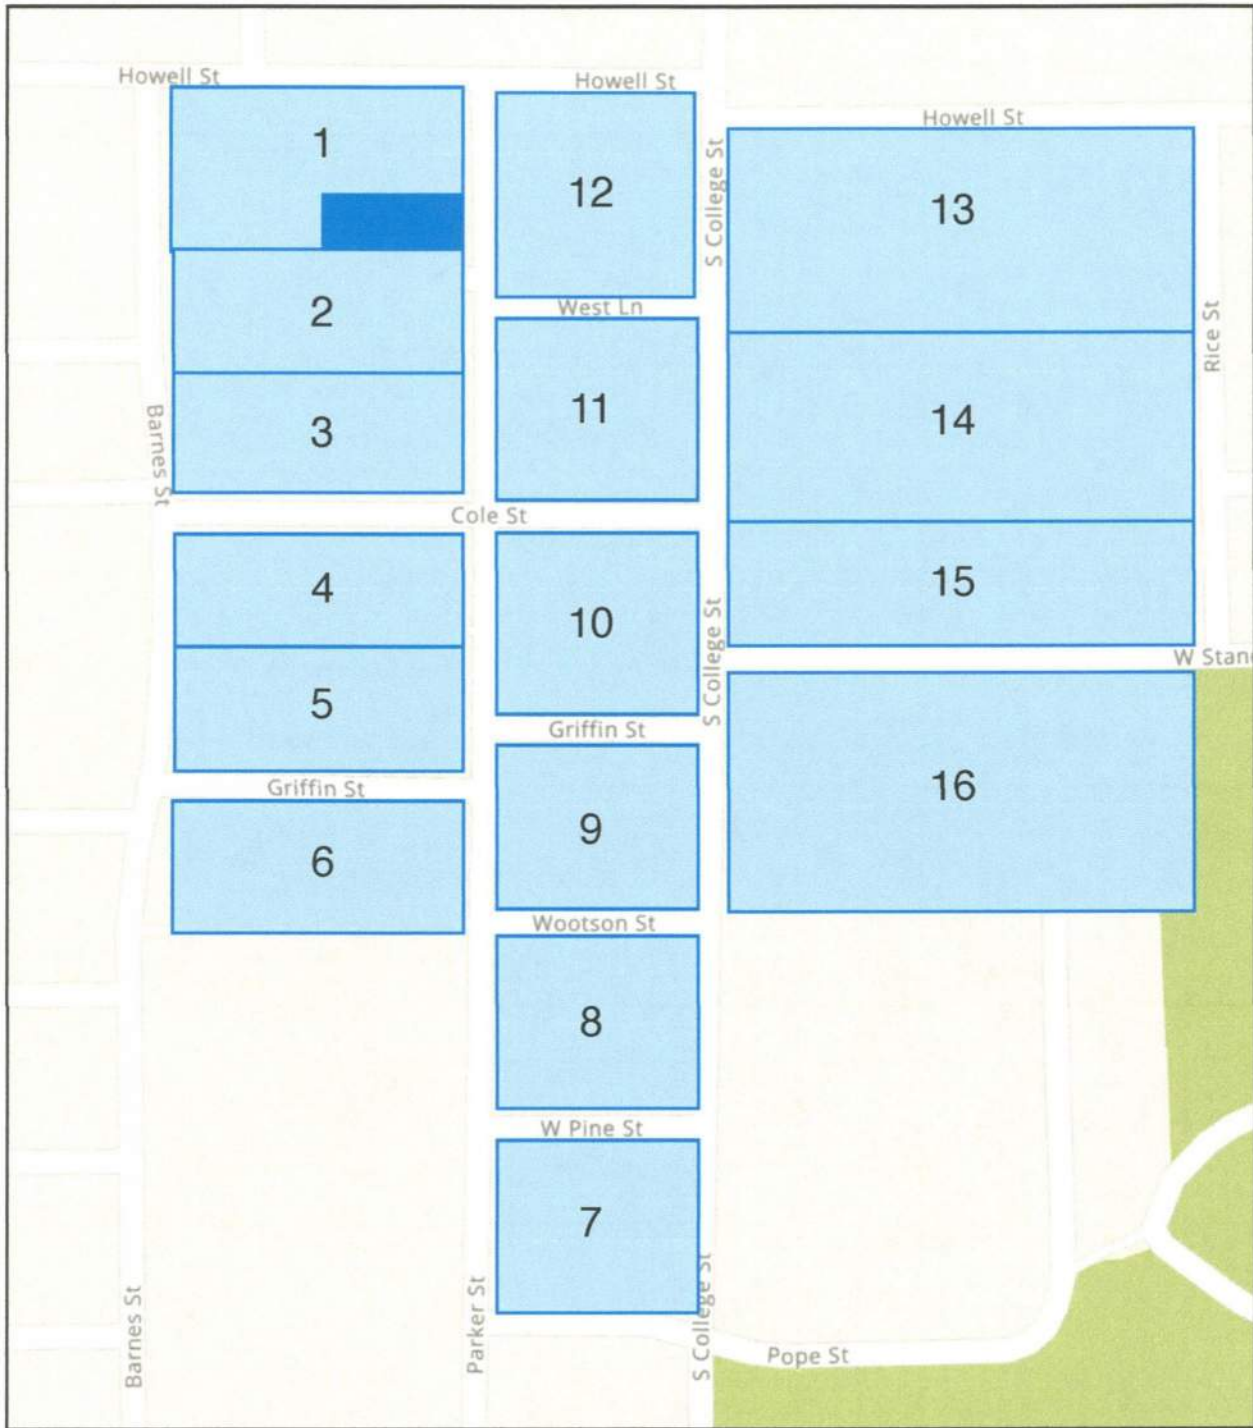 Howell St
Howell St
Howell St
1
12
13
S College St
West Ln
2
Rice St
11
14
3
Barnes St
Cole St
4
10
15
S College St
W Stan
5
Griffin St
Griffin St
16
9
6
Wootson St
8
W Pine St
7
Barnes St
Parker St
S College St
Pope St